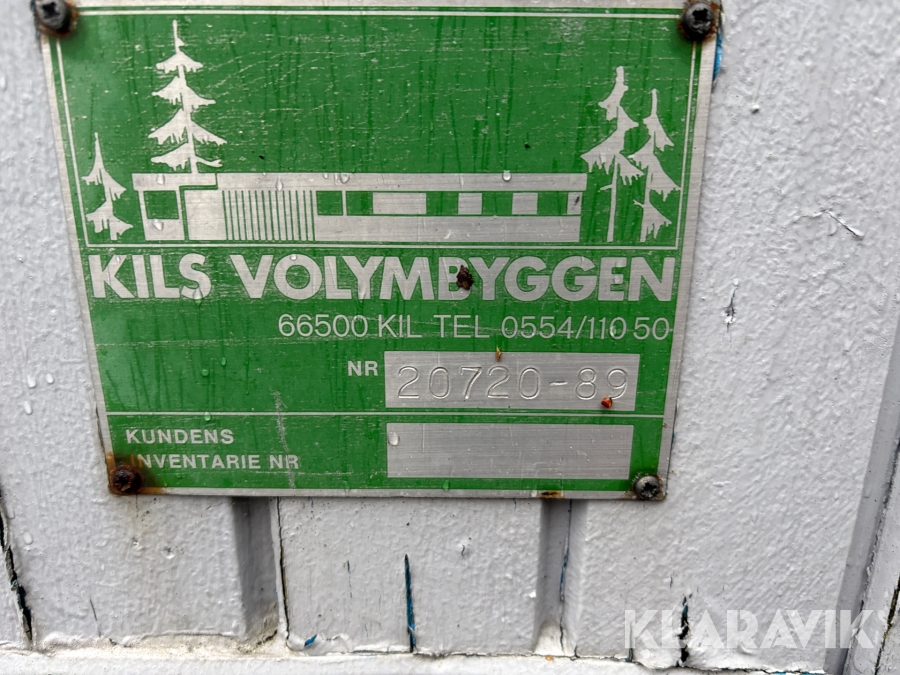 KILS VOLYMBYGGEN
66500 KIL TEL 0554/110 50
NR 20720-89
KUNDENS
INVENTARIE NR
KLARAVIK